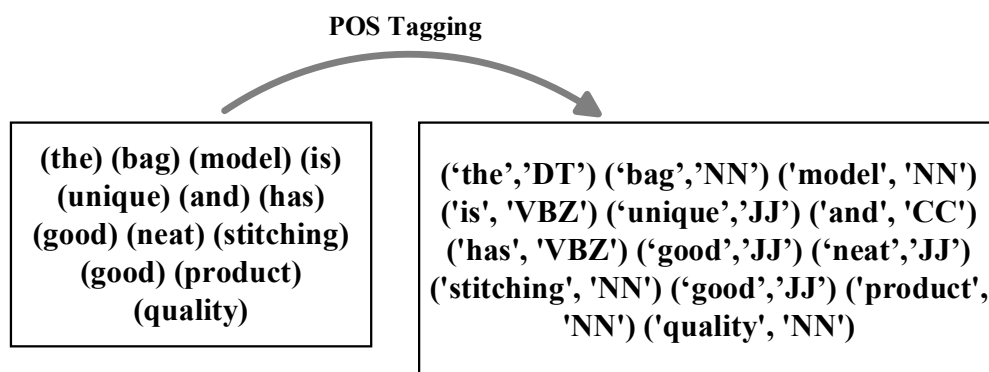 POS Tagging
(the) (bag) (model) (is)
(unique) (and) (has)
(good) (neat) (stitching)
(good) (product)
(quality)
(‘the’,’DT’) (‘bag’,’NN’) ('model', 'NN')
('is', 'VBZ') (‘unique’,’JJ’) ('and', 'CC')
('has', 'VBZ') (‘good’,’JJ’) (‘neat’,’JJ’)
('stitching', 'NN') (‘good’,’JJ’) ('product',
'NN') ('quality', 'NN')